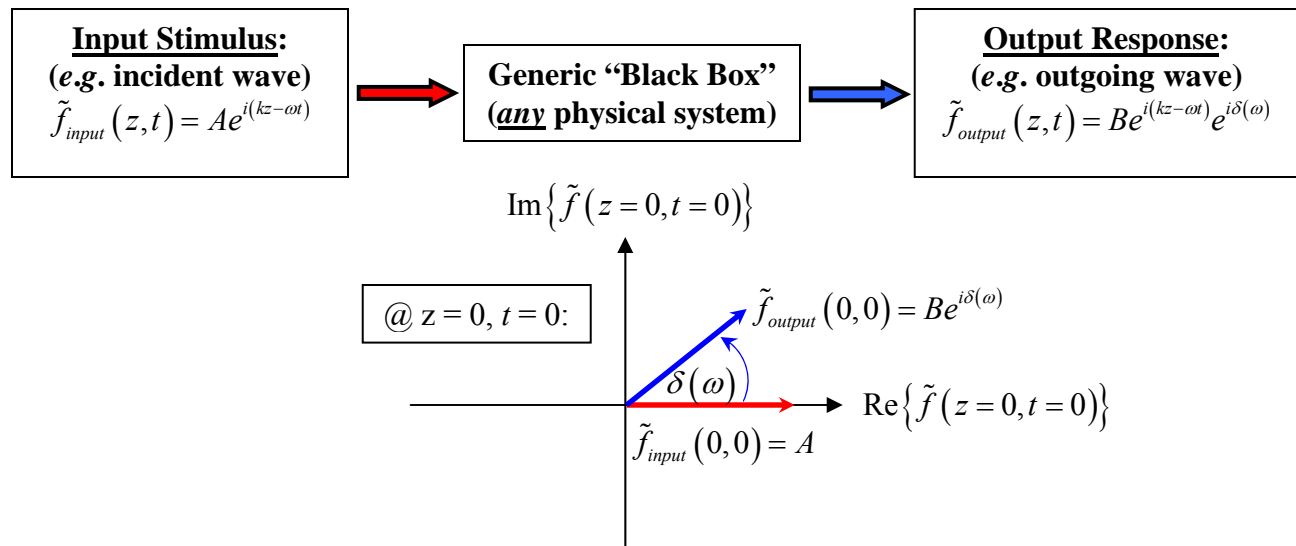 Input Stimulus:
(e.g. incident wave)
f̃_input (z,t) = Ae^{i(kz−ωt)}
Generic “Black Box”
(any physical system)
Output Response:
(e.g. outgoing wave)
f̃_output (z,t) = Be^{i(kz−ωt)}e^{iδ(ω)}
Im{f̃(z = 0, t = 0)}
@ z = 0, t = 0:
f̃_output (0,0) = Be^{iδ(ω)}
δ(ω)
Re{f̃(z = 0, t = 0)}
f̃_input (0,0) = A